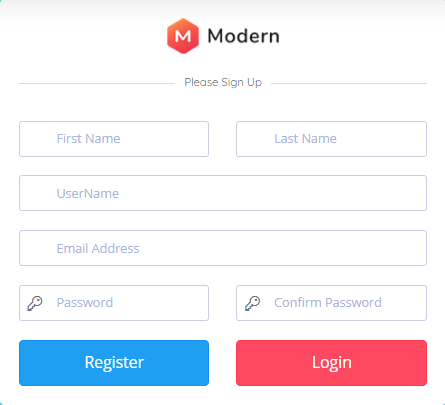 M Modern
Please Sign Up
First Name Last Name
UserName
Email Address
Password Confirm Password
Register Login